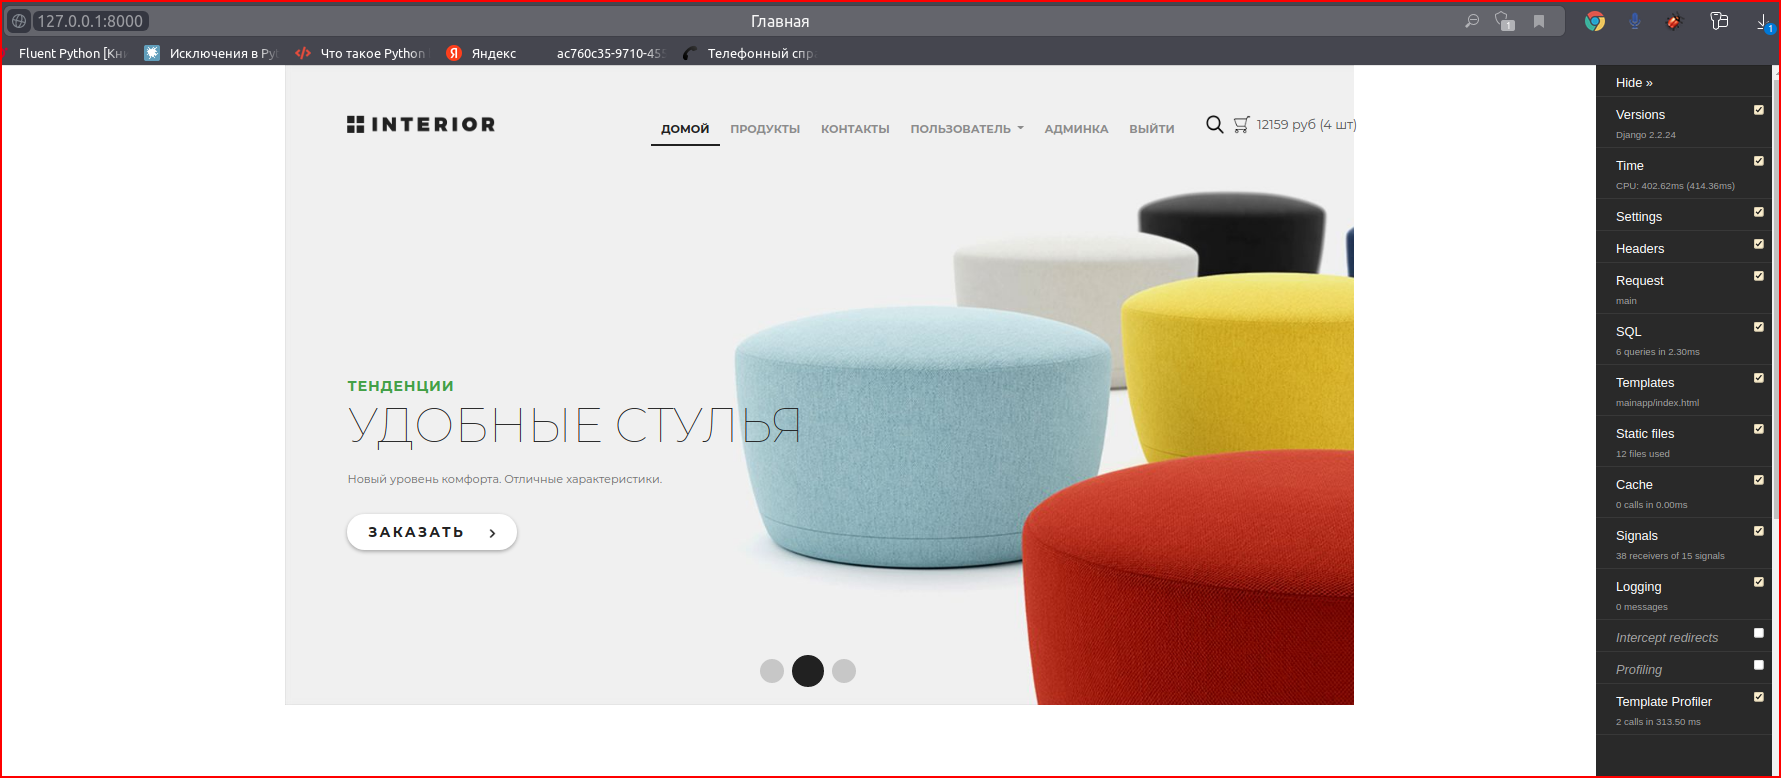 127.0.0.1:8000
Главная
1
1
Fluent Python [Кн
Исключения в Py
Что такое Python
Яндекс
ac760c35-9710-455
Телефонный спр
INTERIOR
ДОМОЙ
ПРОДУКТЫ
КОНТАКТЫ
ПОЛЬЗОВАТЕЛЬ
АДМИНКА
ВЫЙТИ
12159 руб (4 шт)
ТЕНДЕНЦИИ
УДОБНЫЕ СТУЛЬЯ
Новый уровень комфорта. Отличные характеристики.
ЗАКАЗАТЬ
Hide »
Versions
Django 2.2.24
Time
CPU: 402.62ms (414.36ms)
Settings
Headers
Request
main
SQL
6 queries in 2.30ms
Templates
mainapp/index.html
Static files
12 files used
Cache
0 calls in 0.00ms
Signals
38 receivers of 15 signals
Logging
0 messages
Intercept redirects
Profiling
Template Profiler
2 calls in 313.50 ms